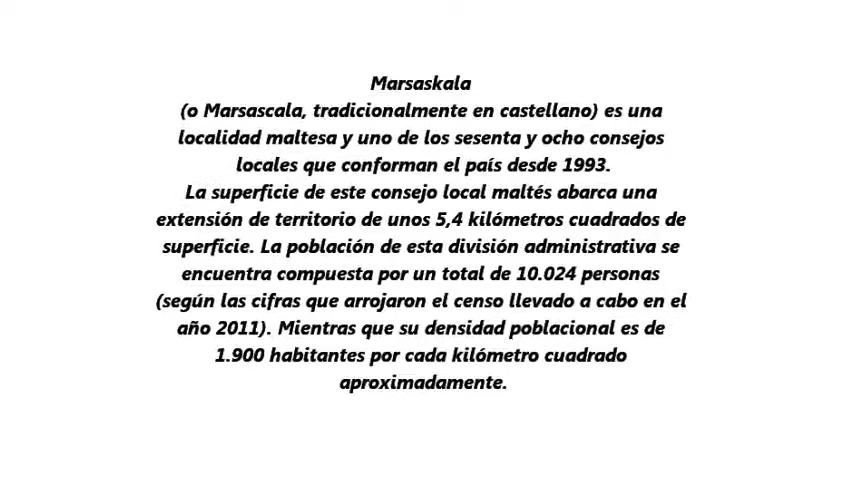 Marsaskala
(o Marsascala, tradicionalmente en castellano) es una
localidad maltesa y uno de los sesenta y ocho consejos
locales que conforman el país desde 1993.
La superficie de este consejo local maltés abarca una
extensión de territorio de unos 5,4 kilómetros cuadrados de
superficie. La población de esta división administrativa se
encuentra compuesta por un total de 10.024 personas
(según las cifras que arrojaron el censo llevado a cabo en el
año 2011). Mientras que su densidad poblacional es de
1.900 habitantes por cada kilómetro cuadrado
aproximadamente.